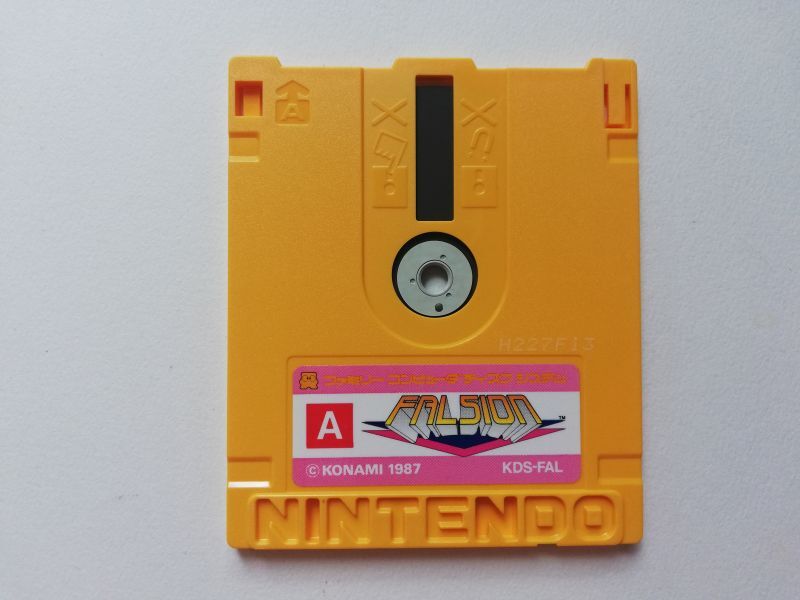 A
H227F13
ファミリー コンピュータ ディスク システム
A
FALSION
TM
© KONAMI 1987
KDS-FAL
NINTENDO